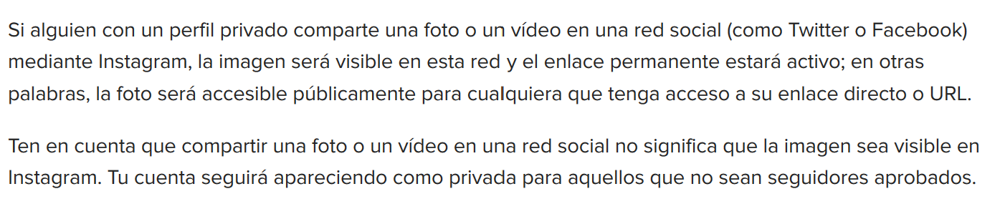 Si alguien con un perfil privado comparte una foto o un vídeo en una red social (como Twitter o Facebook)
mediante Instagram, la imagen será visible en esta red y el enlace permanente estará activo; en otras
palabras, la foto será accesible públicamente para cualquiera que tenga acceso a su enlace directo o URL.
Ten en cuenta que compartir una foto o un vídeo en una red social no significa que la imagen sea visible en
Instagram. Tu cuenta seguirá apareciendo como privada para aquellos que no sean seguidores aprobados.